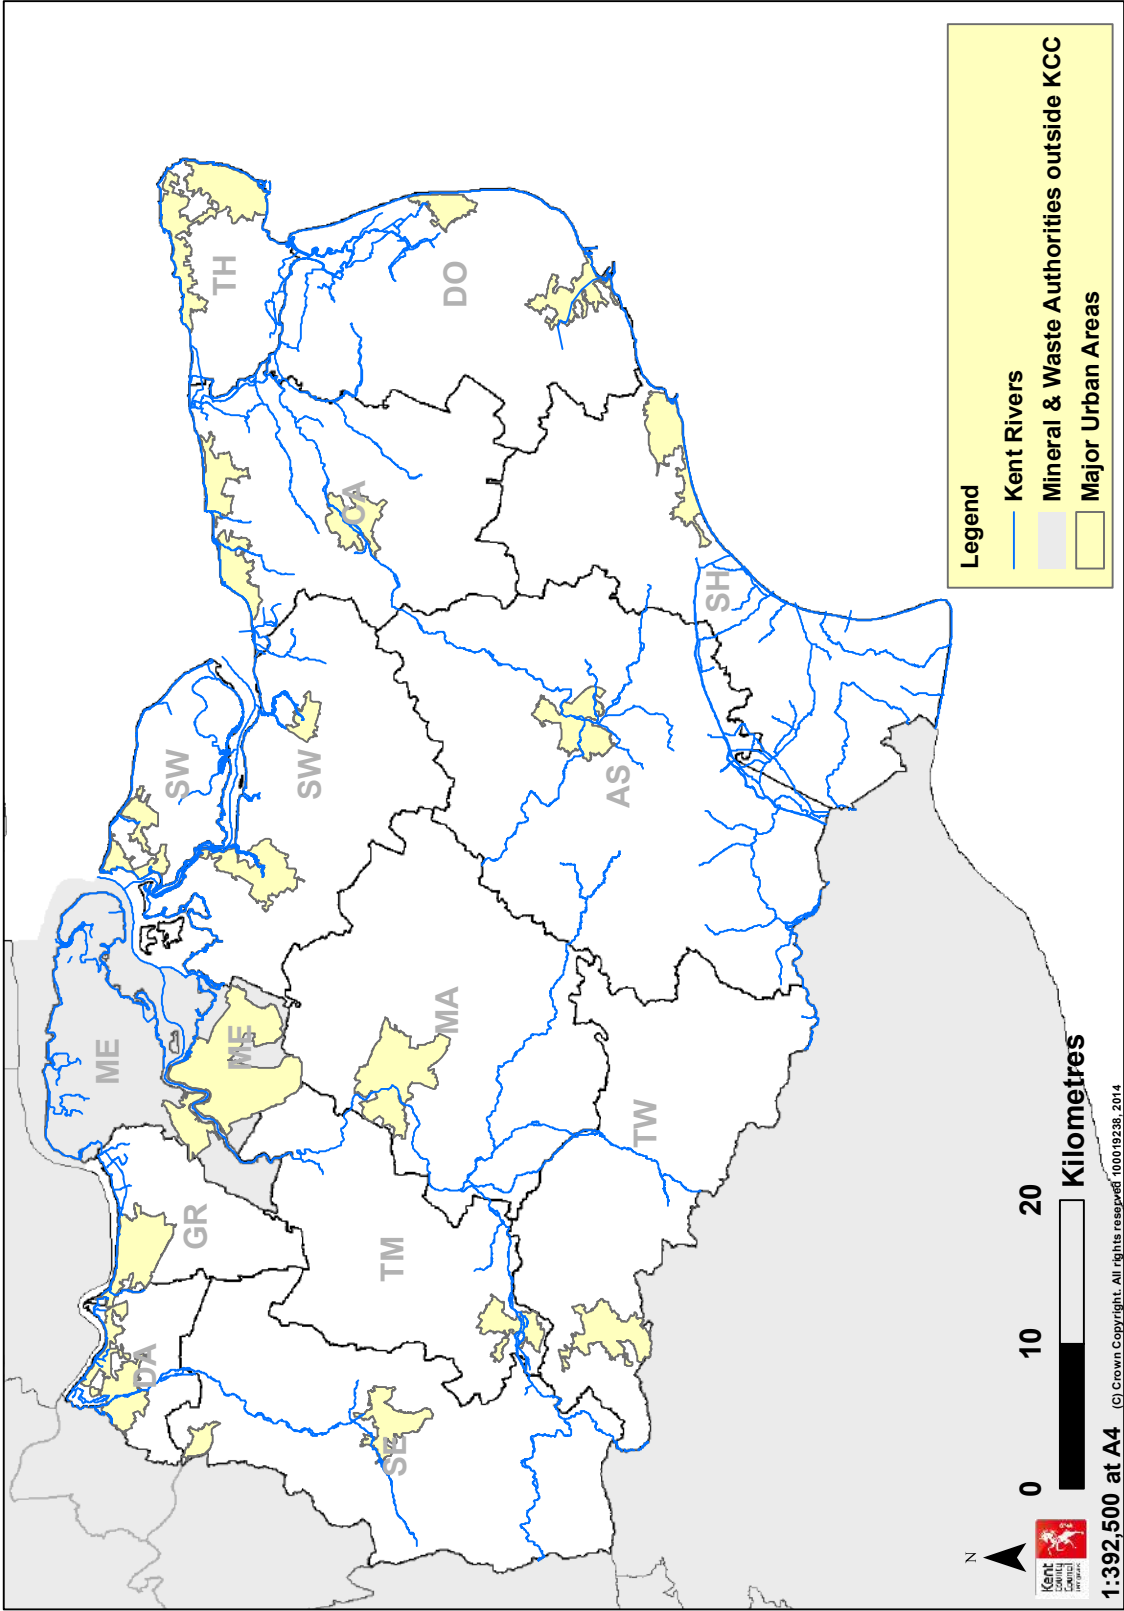 ME
SW
TH
DA
GR
ME
SW
CA
SE
TM
MA
AS
DO
TW
SH
Legend
Kent Rivers
Mineral & Waste Authorities outside KCC
Major Urban Areas
N
Kent
County
Council
0 10 20 Kilometres
1:392,500 at A4 (C) Crown Copyright. All rights reserved 100019238, 2014